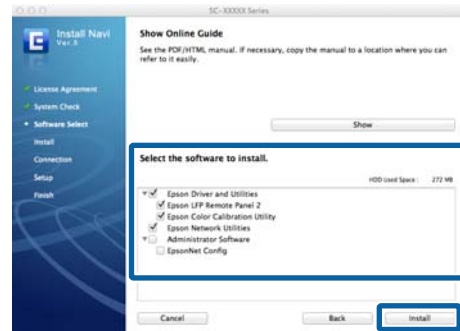 SC-XXXXX Series
Install Navi
Ver.3
License Agreement
System Check
Software Select
Install
Connection
Setup
Finish
Show Online Guide
See the PDF/HTML manual. If necessary, copy the manual to a location where you can
refer to it easily.
Show
Select the software to install.
HDD Used Space : 272 MB
Epson Driver and Utilities
Epson LFP Remote Panel 2
Epson Color Calibration Utility
Epson Network Utilities
Administrator Software
EpsonNet Config
Cancel
Back
Install